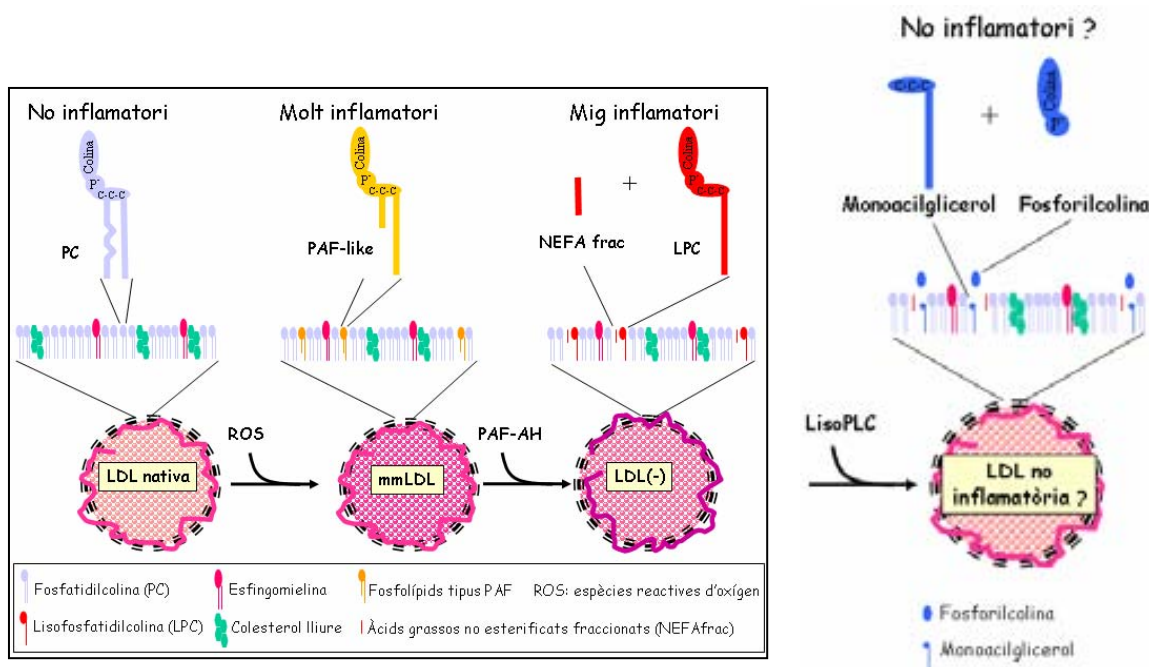 No inflamatori
Molt inflamatori
Mig inflamatori
Colina
P-
C-C-C
PC
Colina
P-
C-C-C
PAF-like
+
NEFA frac
Colina
P-
C-C-C
LPC
LDL nativa
ROS
mmLDL
PAF-AH
LDL(-)
Fosfatidilcolina (PC)
Esfingomielina
Fosfolípids tipus PAF
ROS: espècies reactives d'oxígen
Lisofosfatidilcolina (LPC)
Colesterol lliure
Àcids grassos no esterificats fraccionats (NEFAfrac)
No inflamatori ?
C-C-C
+
Colina
P-
Monoacilglicerol
Fosforilcolina
LisoPLC
LDL no
inflamatòria ?
Fosforilcolina
Monoacilglicerol